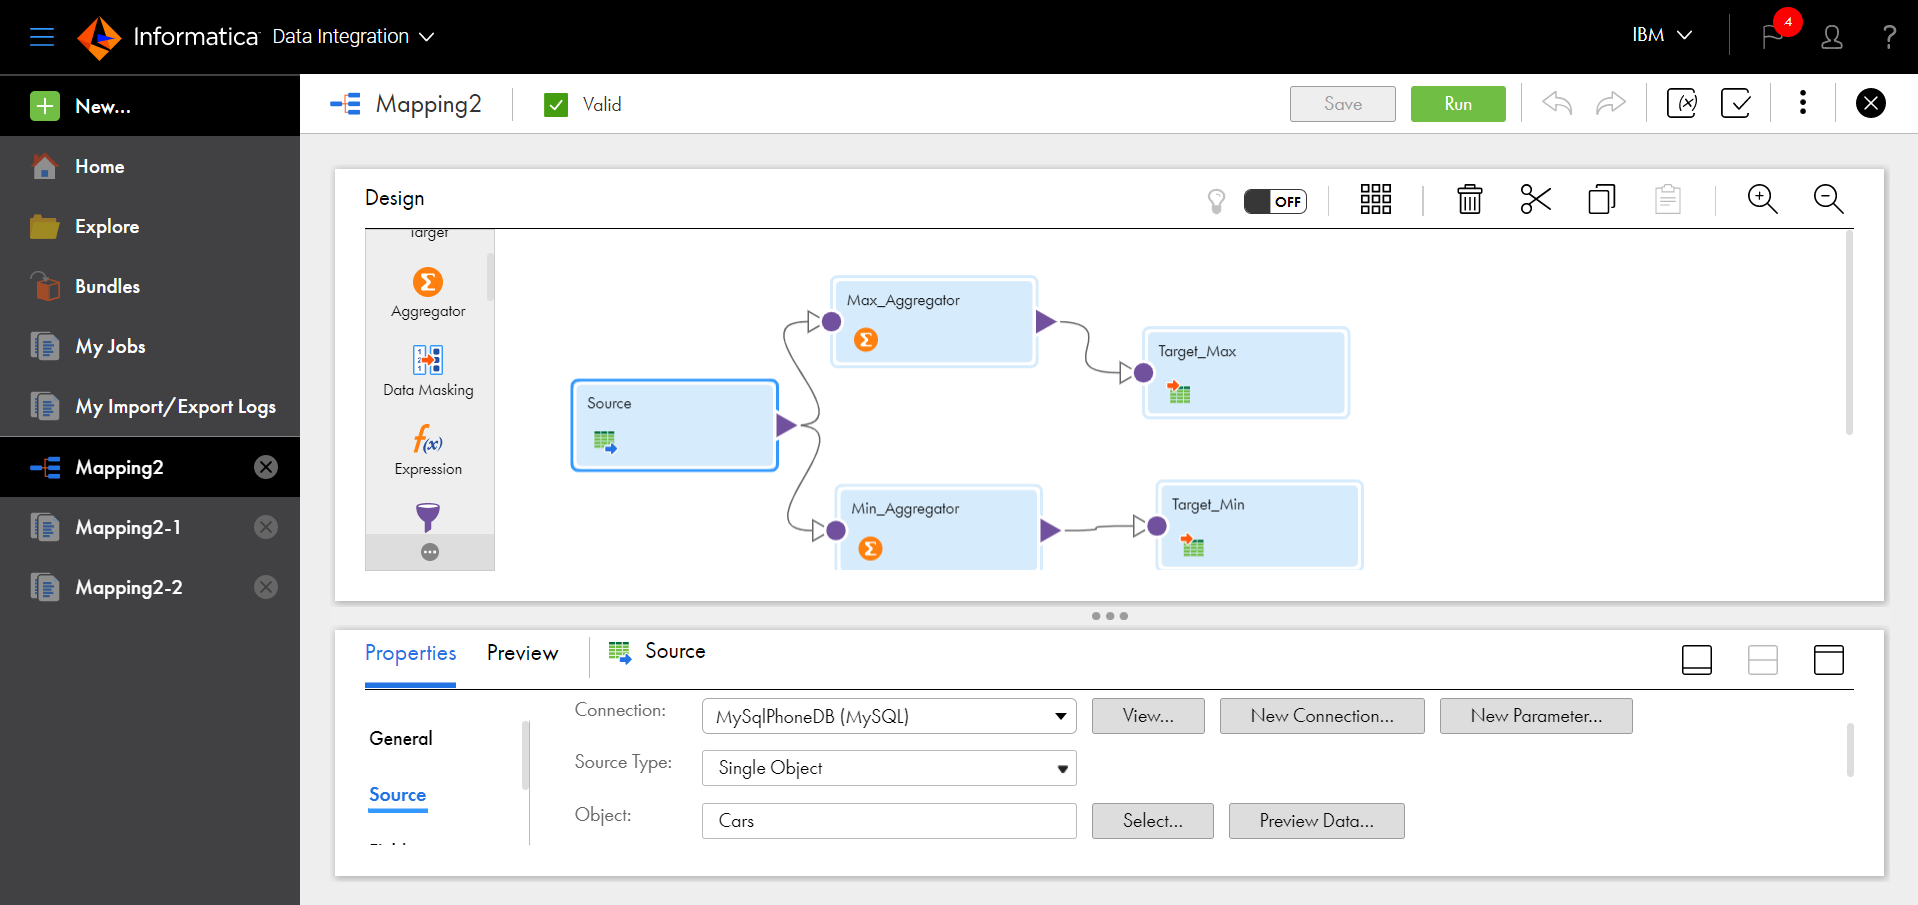 Informatica Data Integration
IBM
4
?
New...
Home
Explore
Bundles
My Jobs
My Import/Export Logs
Mapping2
Mapping2-1
Mapping2-2
Mapping2
Valid
Save
Run
(x)
Design
OFF
Target
Σ
Aggregator
Data Masking
f(x)
Expression
Max_Aggregator
Σ
Target_Max
Source
Min_Aggregator
Σ
Target_Min
Properties
Preview
Source
General
Source
Fields
Connection:
MySqlPhoneDB (MySQL)
View...
New Connection...
New Parameter...
Source Type:
Single Object
Object:
Cars
Select...
Preview Data...